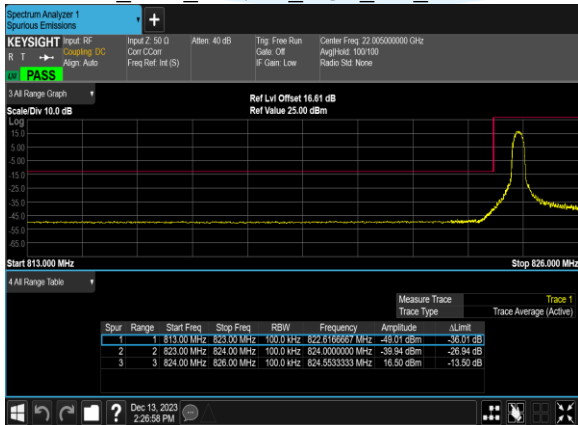 Spectrum Analyzer 1
Spurious Emissions
+
KEYSIGHT Input: RF Input Z: 50 Ω Atten: 40 dB Trig: Free Run Center Freq: 22.005000000 GHz
R T Coupling: DC Corr CCorr Gate: Off Avg|Hold: 100/100
Align: Auto Freq Ref: Int (S) IF Gain: Low Radio Std: None
PASS
3 All Range Graph
Ref Lvl Offset 16.61 dB
Scale/Div 10.0 dB Ref Value 25.00 dBm
Log
15.0
5.00
-5.00
-15.0
-25.0
-35.0
-45.0
-55.0
-65.0
Start 813.000 MHz Stop 826.000 MHz
4 All Range Table
Measure Trace Trace 1
Trace Type Trace Average (Active)
Spur Range Start Freq Stop Freq RBW Frequency Amplitude ΔLimit
1 1 813.00 MHz 823.00 MHz 100.0 kHz 822.6166667 MHz -49.01 dBm -36.01 dB
2 2 823.00 MHz 824.00 MHz 100.0 kHz 824.0000000 MHz -39.94 dBm -26.94 dB
3 3 824.00 MHz 826.00 MHz 100.0 kHz 824.5533333 MHz 16.50 dBm -13.50 dB
? Dec 13, 2023
2:26:58 PM